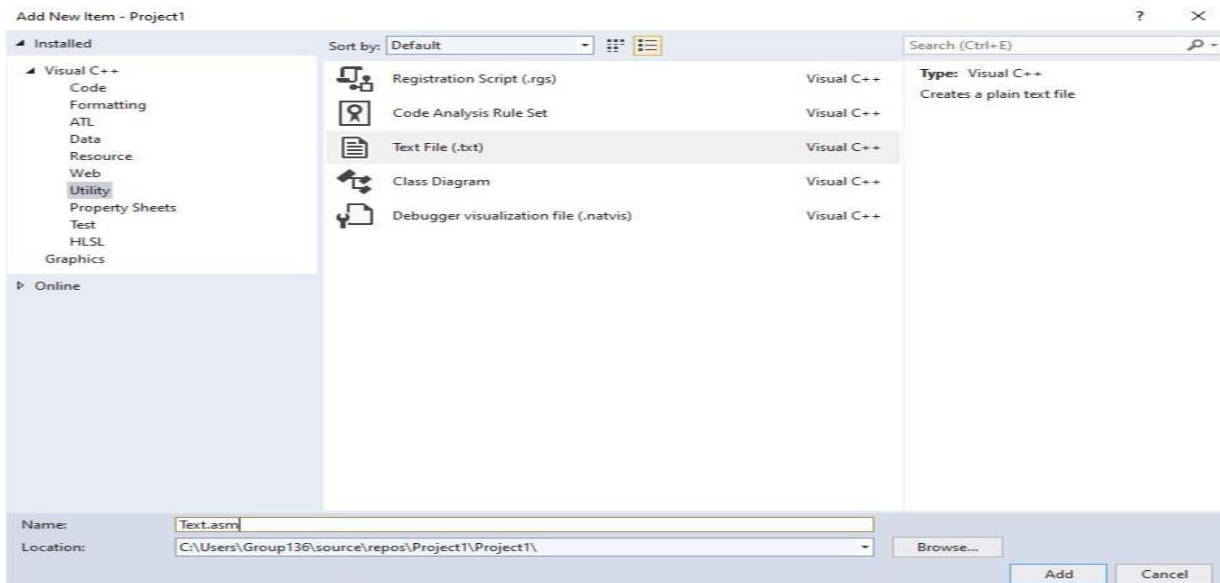 Add New Item - Project1
?
Installed
Visual C++
Code
Formatting
ATL
Data
Resource
Web
Utility
Property Sheets
Test
HLSL
Graphics
Online
Sort by: Default
Registration Script (.rgs) Visual C++
Code Analysis Rule Set Visual C++
Text File (.txt) Visual C++
Class Diagram Visual C++
Debugger visualization file (.natvis) Visual C++
Search (Ctrl+E)
Type: Visual C++
Creates a plain text file
Name: Text.asm
Location: C:\Users\Group136\source\repos\Project1\Project1\
Browse...
Add Cancel